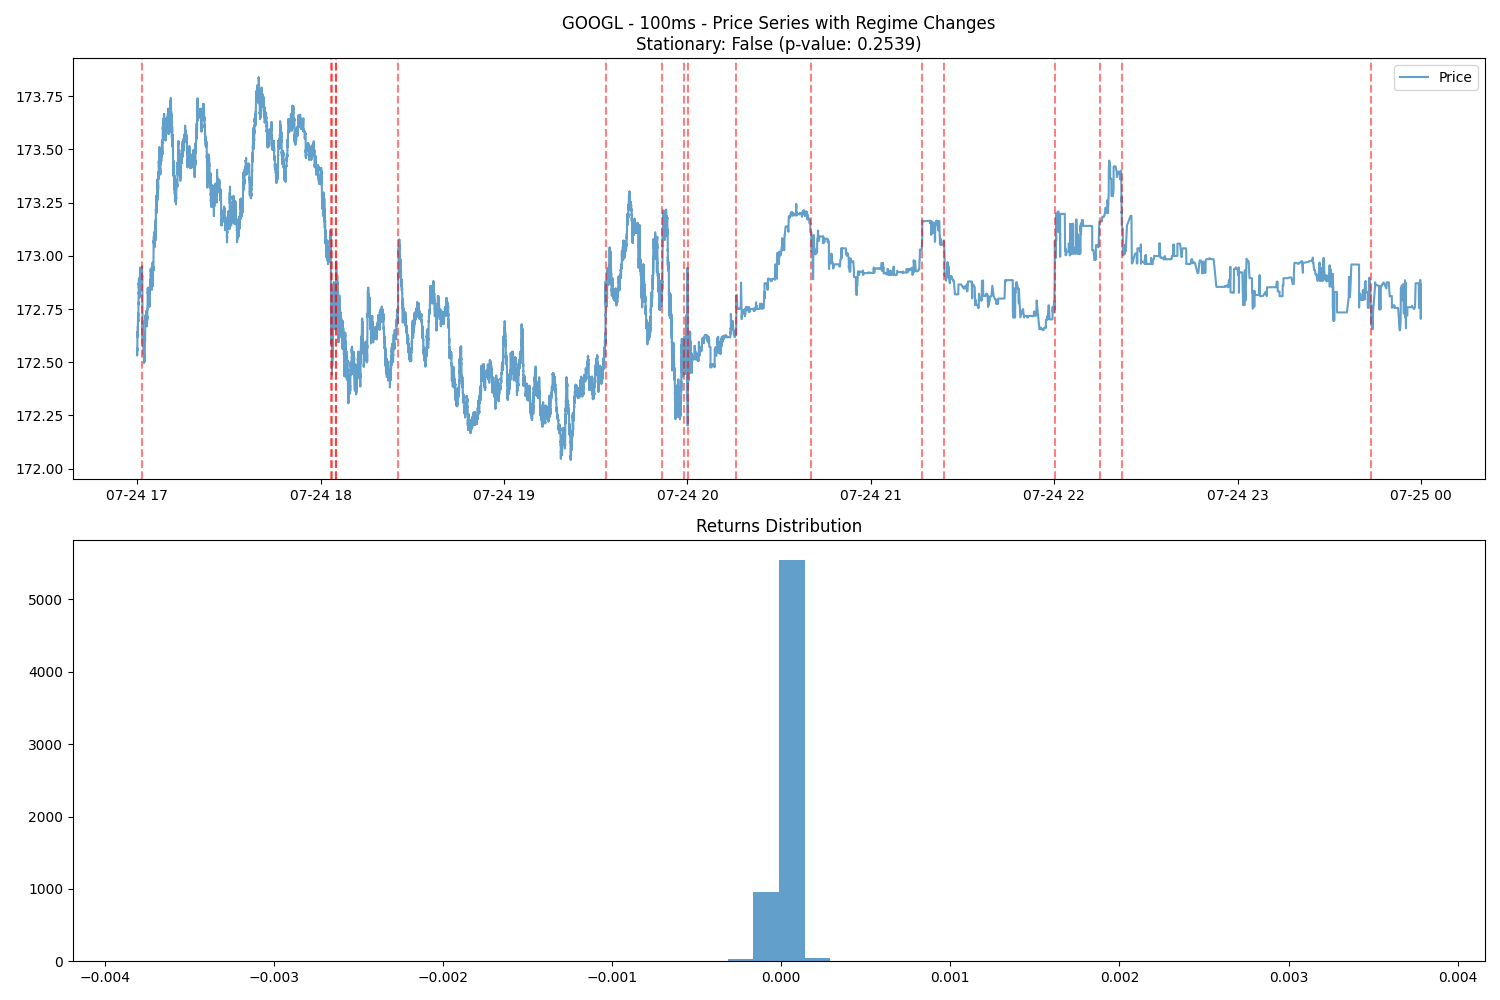 GOOGL - 100ms - Price Series with Regime Changes
Stationary: False (p-value: 0.2539)
Price
173.75
173.50
173.25
173.00
172.75
172.50
172.25
172.00
07-24 17 07-24 18 07-24 19 07-24 20 07-24 21 07-24 22 07-24 23 07-25 00
Returns Distribution
5000
4000
3000
2000
1000
0
−0.004 −0.003 −0.002 −0.001 0.000 0.001 0.002 0.003 0.004